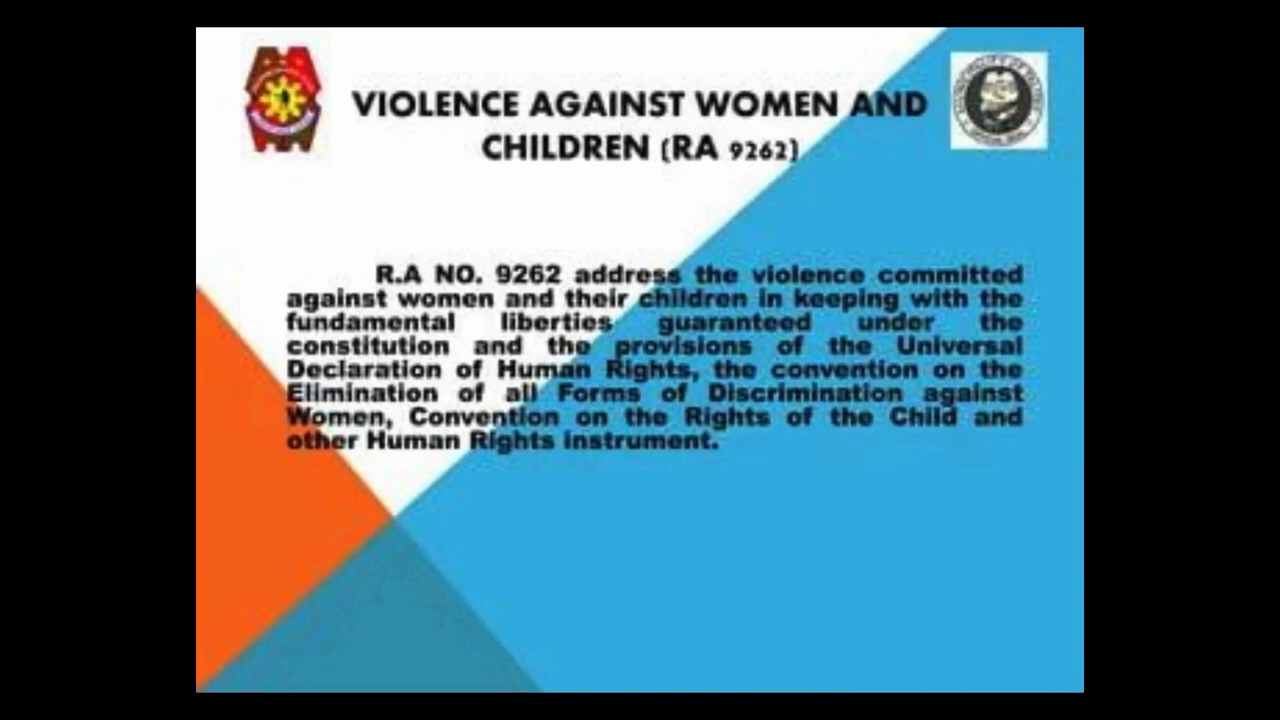 VIOLENCE AGAINST WOMEN AND
CHILDREN (RA 9262)
R.A NO. 9262 address the violence committed
against women and their children in keeping with the
fundamental liberties guaranteed under the
constitution and the provisions of the Universal
Declaration of Human Rights, the convention on the
Elimination of all Forms of Discrimination against
Women, Convention on the Rights of the Child and
other Human Rights instrument.